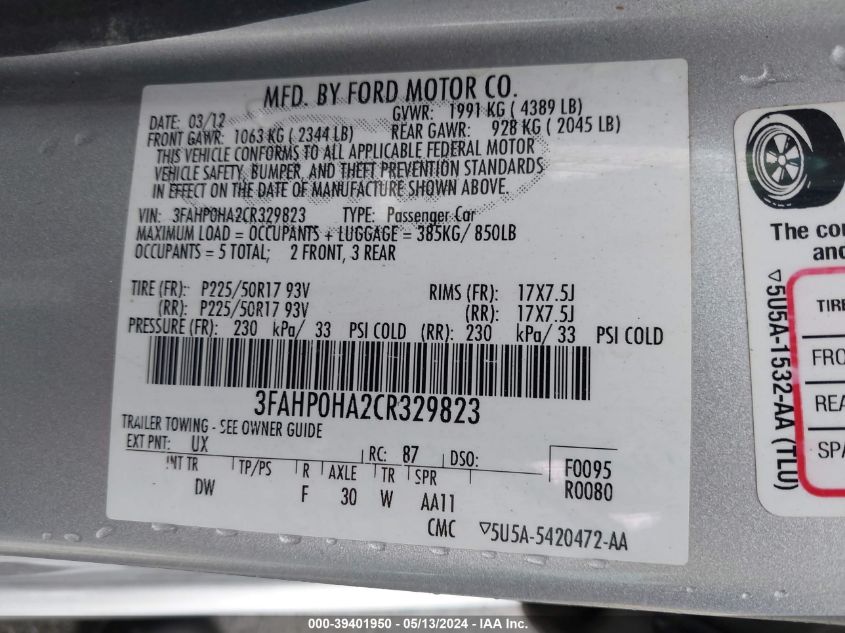 MFD. BY FORD MOTOR CO.
DATE: 03/12 GVWR: 1991 KG ( 4389 LB)
FRONT GAWR: 1063 KG ( 2344 LB) REAR GAWR: 928 KG ( 2045 LB)
THIS VEHICLE CONFORMS TO ALL APPLICABLE FEDERAL MOTOR
VEHICLE SAFETY, BUMPER, AND THEFT PREVENTION STANDARDS
IN EFFECT ON THE DATE OF MANUFACTURE SHOWN ABOVE.
VIN: 3FAHP0HA2CR329823 TYPE: Passenger Car
MAXIMUM LOAD = OCCUPANTS + LUGGAGE = 385KG/ 850LB
OCCUPANTS = 5 TOTAL; 2 FRONT, 3 REAR
TIRE (FR): P225/50R17 93V RIMS (FR): 17X7.5J
(RR): P225/50R17 93V (RR): 17X7.5J
PRESSURE (FR): 230 kPa/ 33 PSI COLD (RR): 230 kPa/ 33 PSI COLD
3FAHP0HA2CR329823
TRAILER TOWING - SEE OWNER GUIDE
EXT PNT: UX RC: 87 DSO: F0095
INT TR TP/PS R AXLE TR SPR R0080
DW F 30 W AA11
CMC ▽5U5A-5420472-AA
The co
and
▽5U5A-1532-AA (TLU)
TIRE
FRO
REA
SPA
000-39401950 - 05/13/2024 - IAAI Inc.